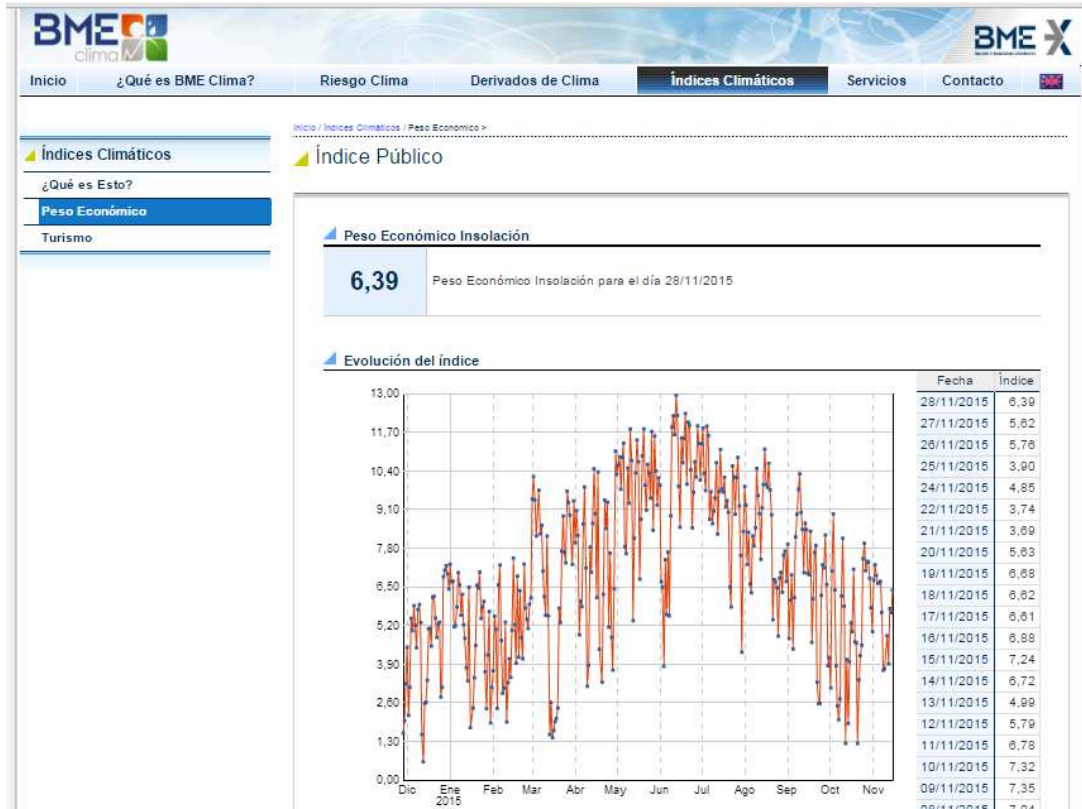 BME clima
BME X
Inicio ¿Qué es BME Clima? Riesgo Clima Derivados de Clima Índices Climáticos Servicios Contacto
Inicio / Índices Climáticos / Peso Económico >
Índices Climáticos
¿Qué es Esto?
Peso Económico
Turismo
Índice Público
Peso Económico Insolación
6,39 Peso Económico Insolación para el día 28/11/2015
Evolución del índice
13,00
11,70
10,40
9,10
7,80
6,50
5,20
3,90
2,60
1,30
0,00
Dic Ene Feb Mar Abr May Jun Jul Ago Sep Oct Nov
2015
Fecha Índice
28/11/2015 6,39
27/11/2015 5,62
26/11/2015 5,76
25/11/2015 3,90
24/11/2015 4,85
22/11/2015 3,74
21/11/2015 3,69
20/11/2015 5,63
19/11/2015 6,68
18/11/2015 6,62
17/11/2015 6,61
16/11/2015 6,88
15/11/2015 7,24
14/11/2015 6,72
13/11/2015 4,99
12/11/2015 5,79
11/11/2015 6,78
10/11/2015 7,32
09/11/2015 7,35